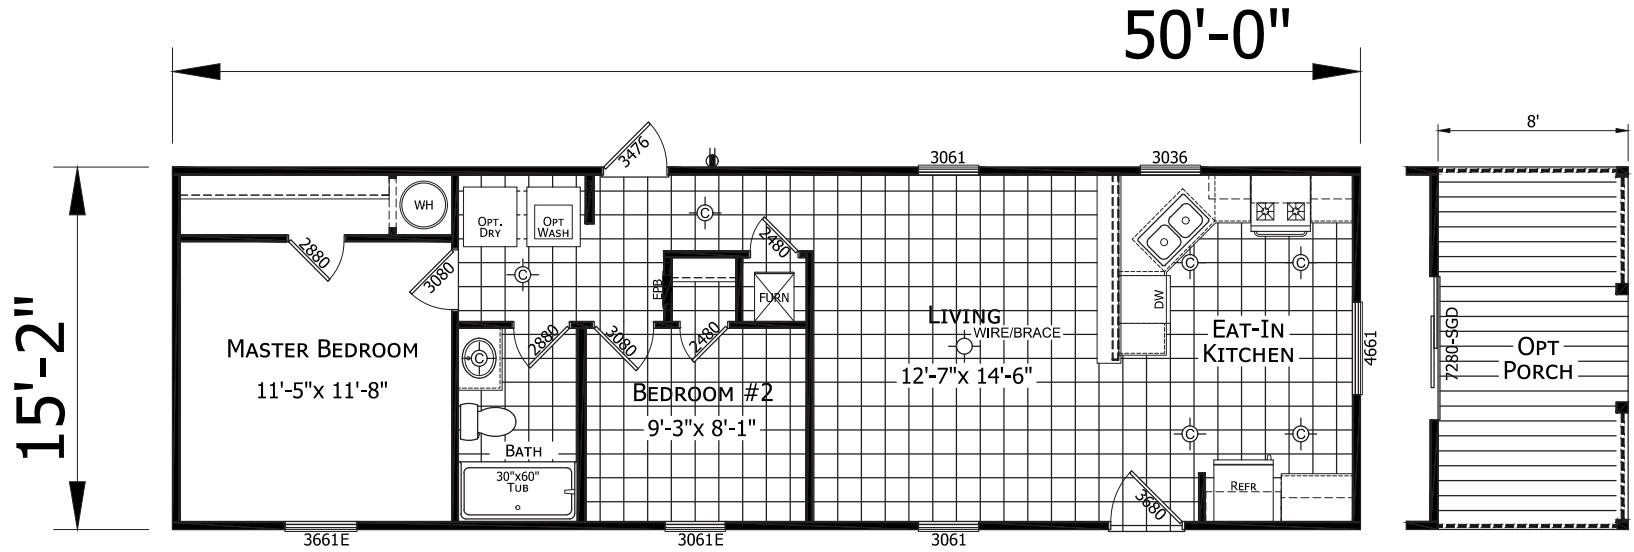 50'-0"
8'
15'-2"
3476
3061
3036
WH
OPT. DRY
OPT WASH
C
2480
2880
3080
C
EPB
FURN
C
C
DW
LIVING
WIRE/BRACE
12'-7"x 14'-6"
EAT-IN
KITCHEN
4661
7280-SGD
OPT
PORCH
MASTER BEDROOM
11'-5"x 11'-8"
C
2880
3080
2480
BEDROOM #2
9'-3"x 8'-1"
BATH
30"x60"
TUB
C
C
REFR
3680
3661E
3061E
3061